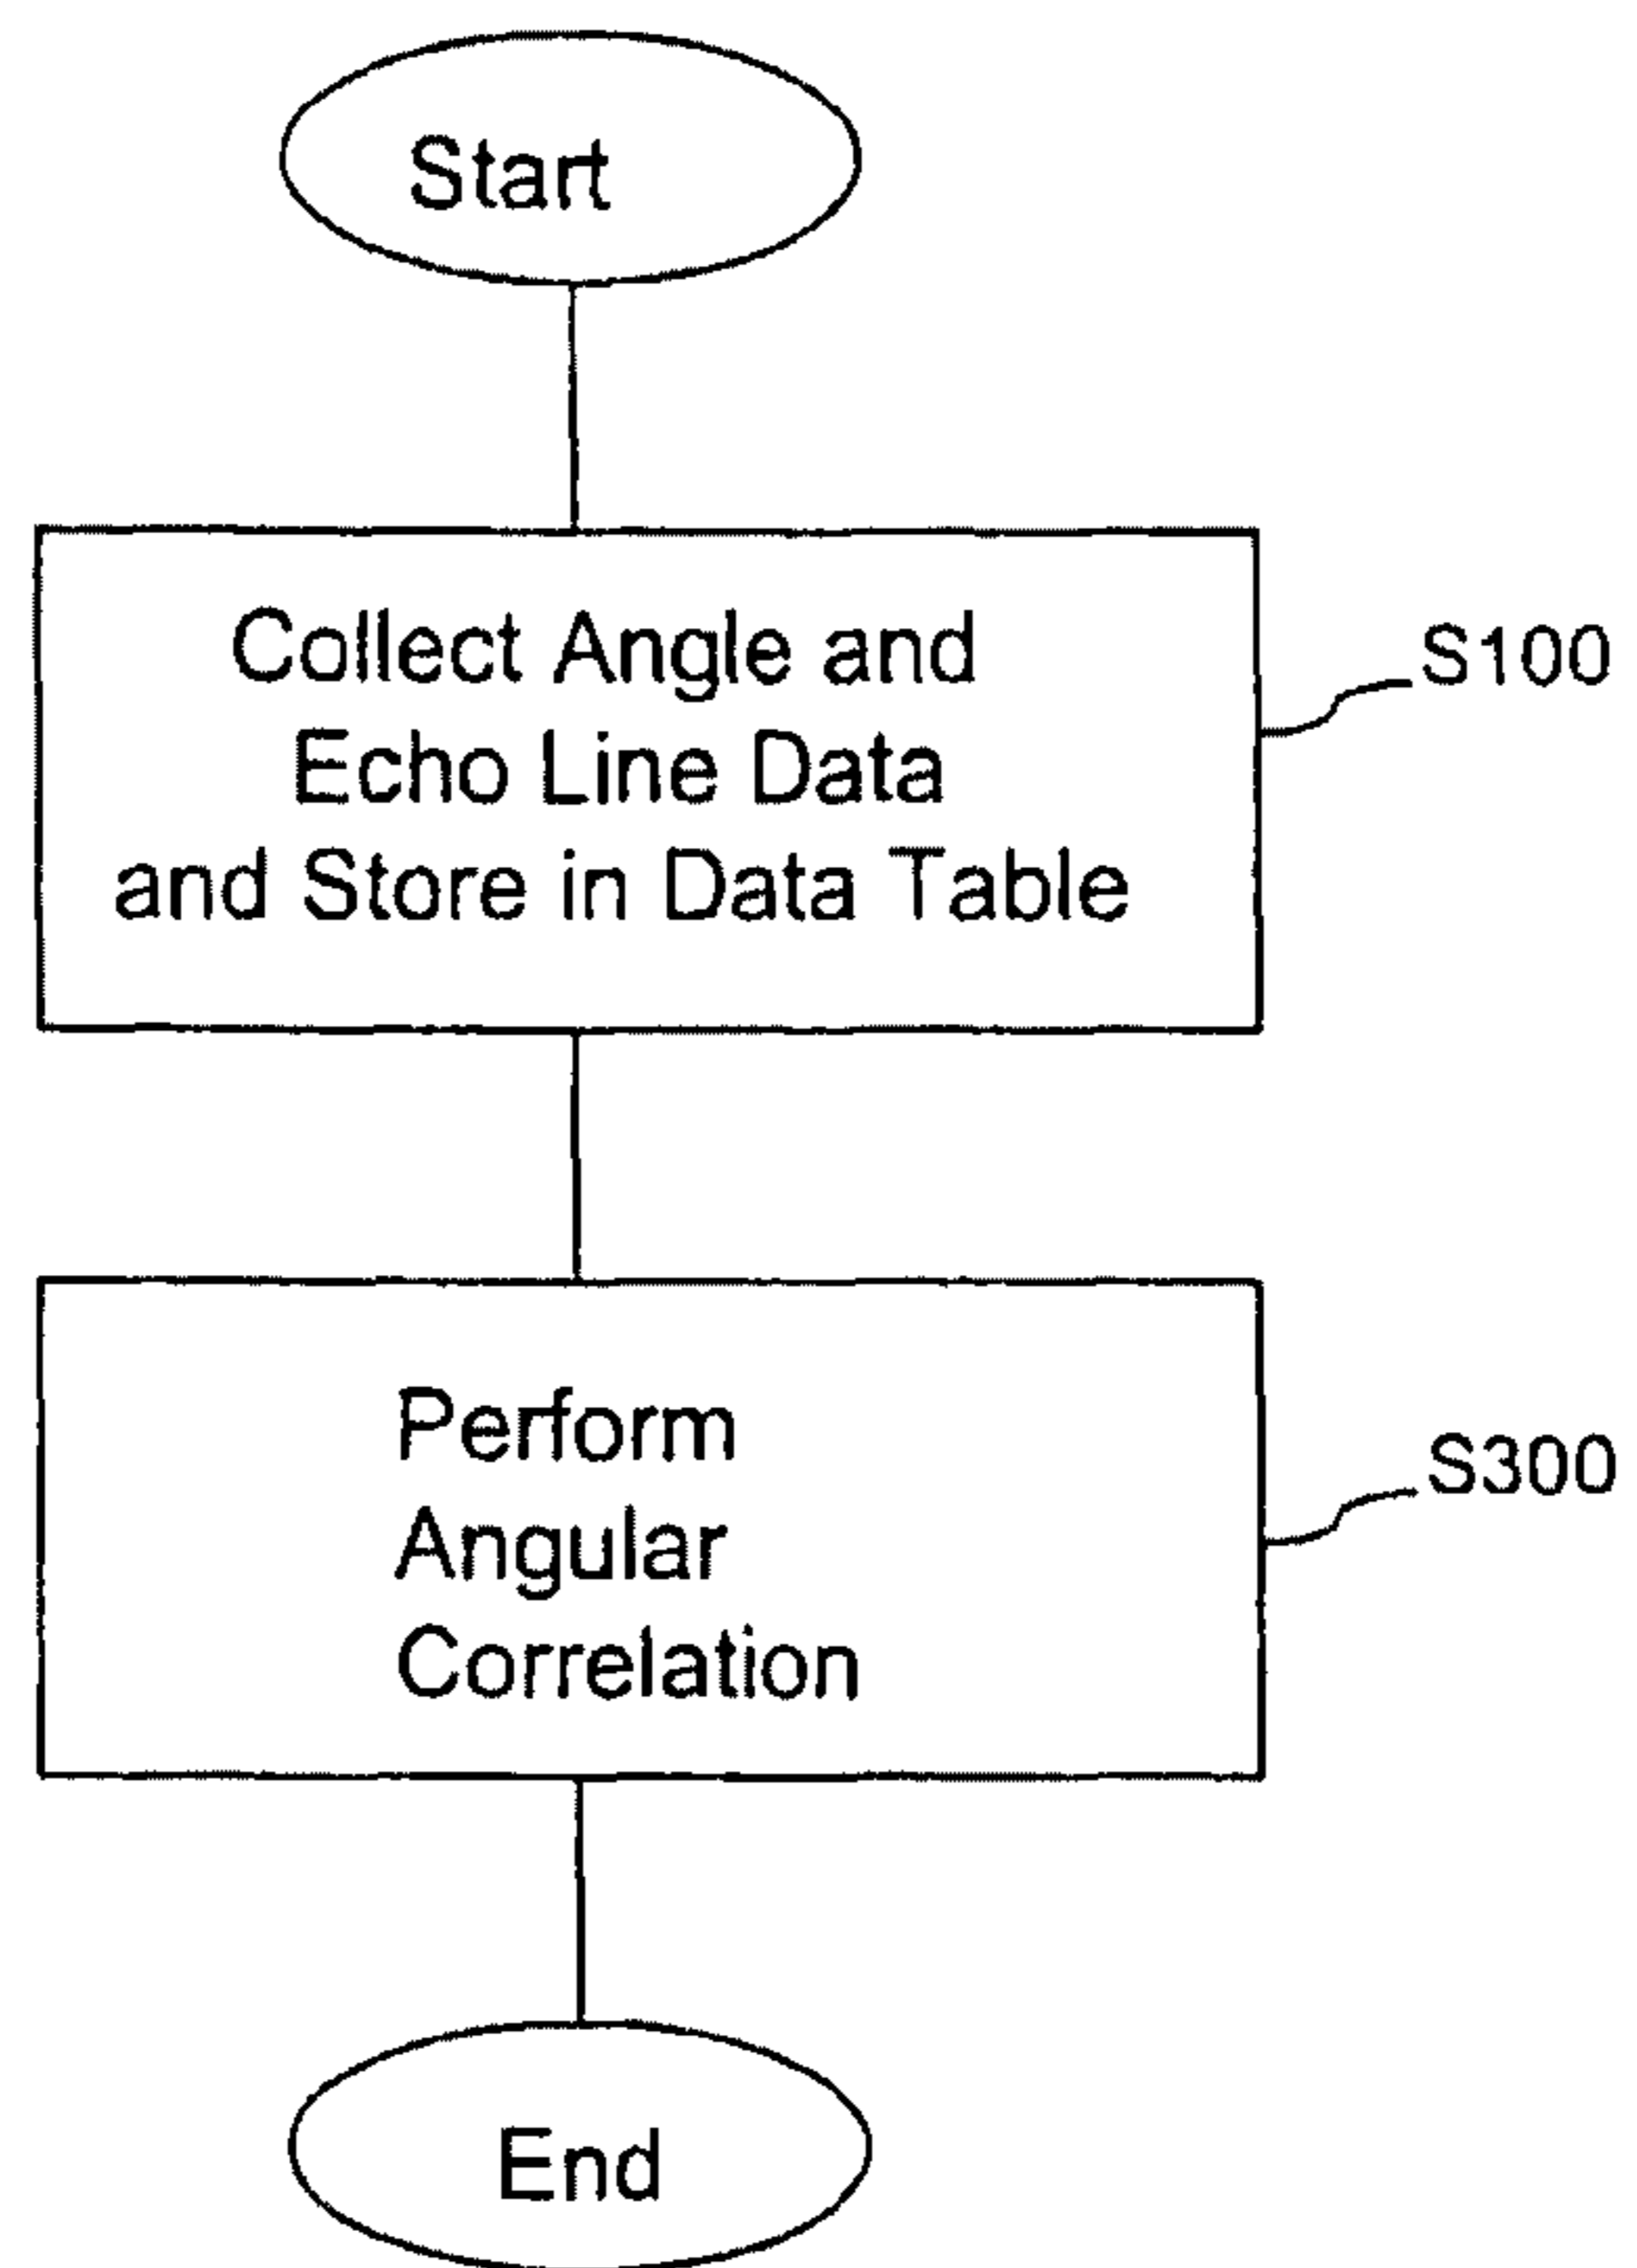 Start
Collect Angle and
Echo Line Data
and Store in Data Table
S100
Perform
Angular
Correlation
S300
End